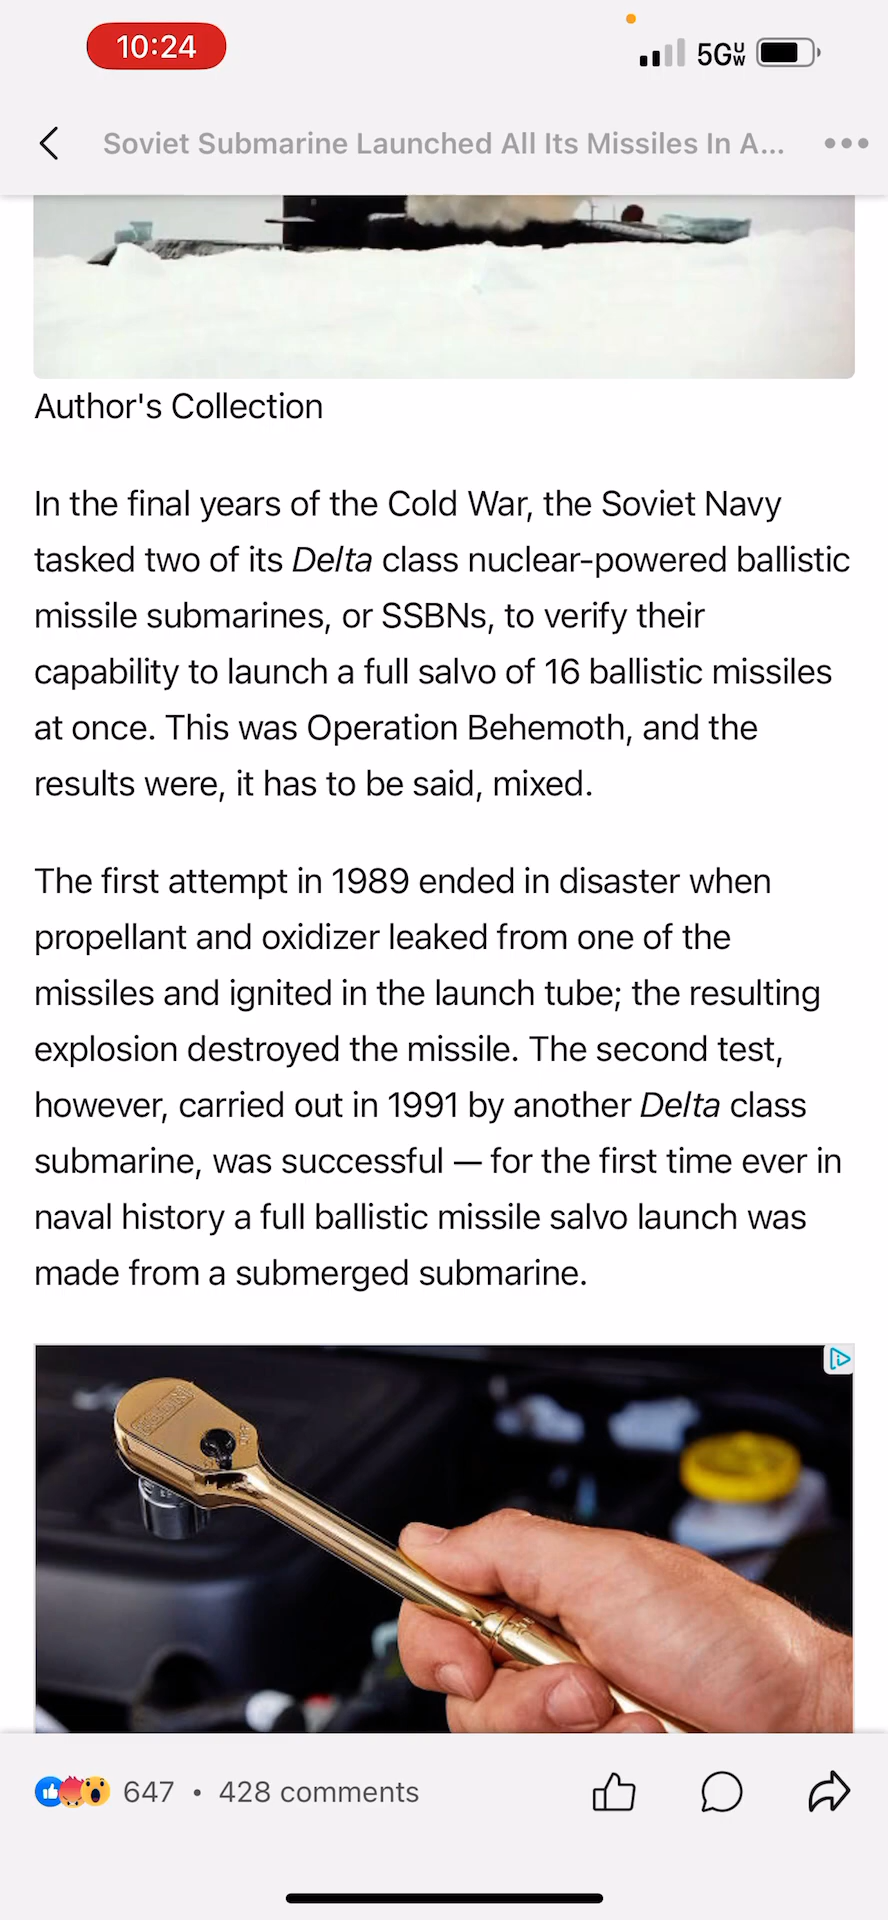 10:24
5G UW
Soviet Submarine Launched All Its Missiles In A...
Author's Collection
In the final years of the Cold War, the Soviet Navy
tasked two of its Delta class nuclear-powered ballistic
missile submarines, or SSBNs, to verify their
capability to launch a full salvo of 16 ballistic missiles
at once. This was Operation Behemoth, and the
results were, it has to be said, mixed.
The first attempt in 1989 ended in disaster when
propellant and oxidizer leaked from one of the
missiles and ignited in the launch tube; the resulting
explosion destroyed the missile. The second test,
however, carried out in 1991 by another Delta class
submarine, was successful — for the first time ever in
naval history a full ballistic missile salvo launch was
made from a submerged submarine.
647 • 428 comments